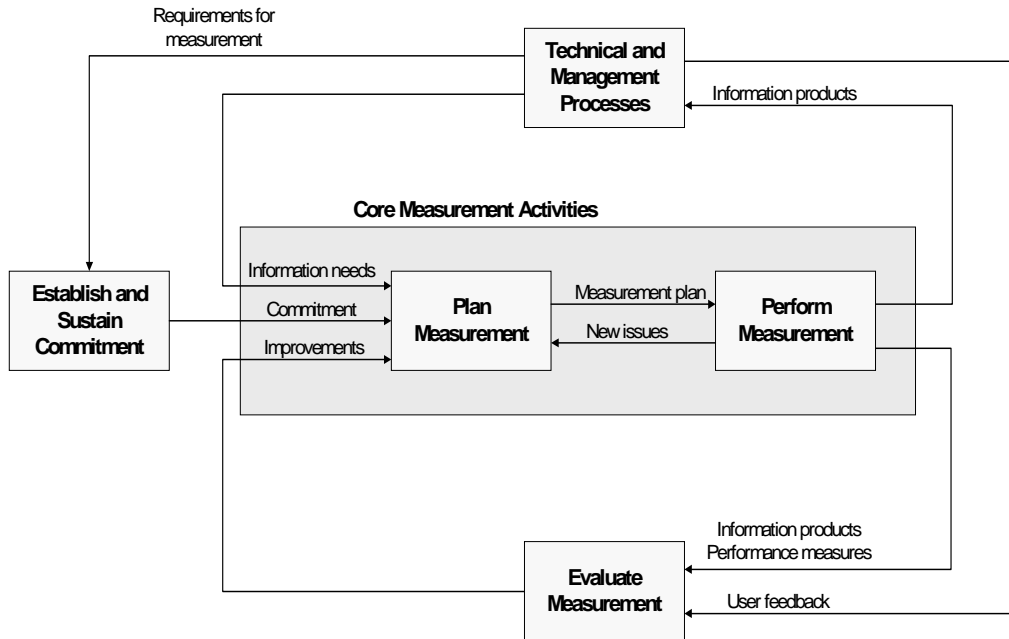 Requirements for
measurement
Technical and
Management
Processes
Information products
Core Measurement Activities
Information needs
Establish and
Sustain
Commitment
Commitment
Improvements
Plan
Measurement
Measurement plan
New issues
Perform
Measurement
Information products
Performance measures
Evaluate
Measurement
User feedback